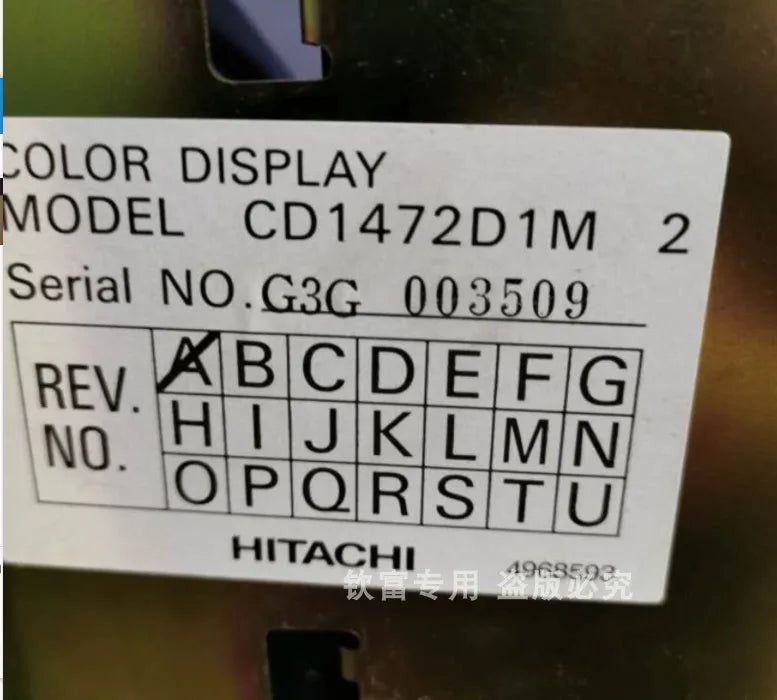 COLOR DISPLAY
MODEL CD1472D1M 2
Serial NO. G3G 003509
REV. NO.
A B C D E F G
H I J K L M N
O P Q R S T U
HITACHI 4968593
钦富专用 盗版必究